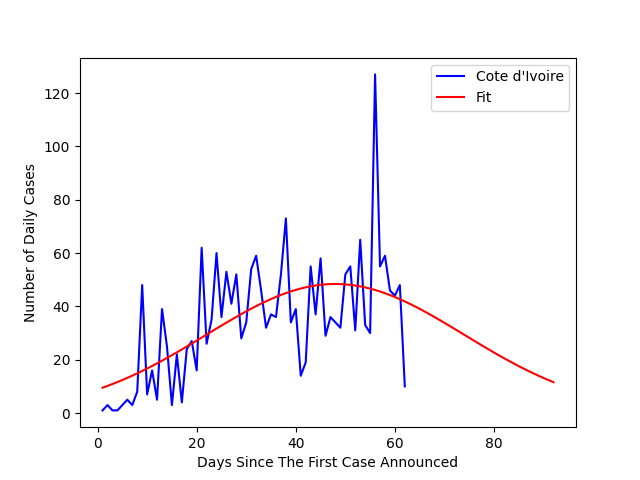 Cote d'Ivoire
Fit
120
100
80
60
40
20
0
Number of Daily Cases
0 20 40 60 80
Days Since The First Case Announced